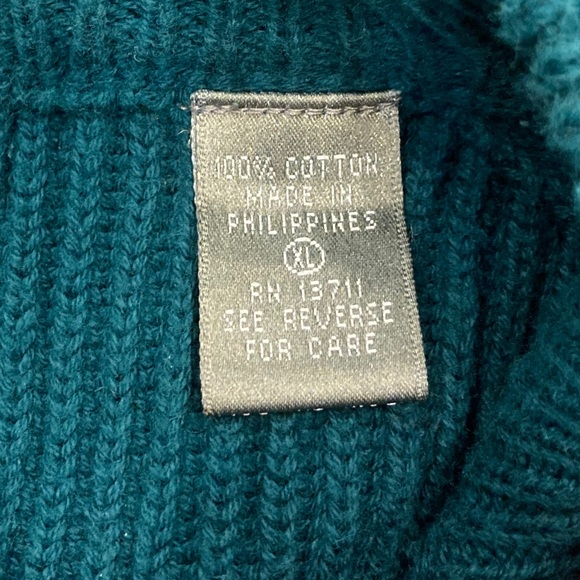 100% COTTON
MADE IN
PHILIPPINES
XL
RN 13711
SEE REVERSE
FOR CARE